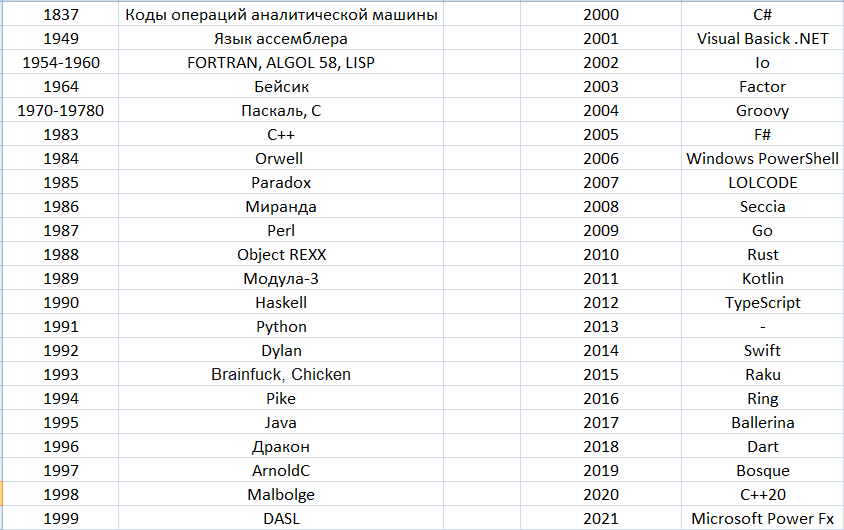 1837 Коды операций аналитической машины 2000 C#
1949 Язык ассемблера 2001 Visual Basick .NET
1954-1960 FORTRAN, ALGOL 58, LISP 2002 Io
1964 Бейсик 2003 Factor
1970-19780 Паскаль, С 2004 Groovy
1983 C++ 2005 F#
1984 Orwell 2006 Windows PowerShell
1985 Paradox 2007 LOLCODE
1986 Миранда 2008 Seccia
1987 Perl 2009 Go
1988 Object REXX 2010 Rust
1989 Модула-3 2011 Kotlin
1990 Haskell 2012 TypeScript
1991 Python 2013 -
1992 Dylan 2014 Swift
1993 Brainfuck, Chicken 2015 Raku
1994 Pike 2016 Ring
1995 Java 2017 Ballerina
1996 Дракон 2018 Dart
1997 ArnoldC 2019 Bosque
1998 Malbolge 2020 C++20
1999 DASL 2021 Microsoft Power Fx